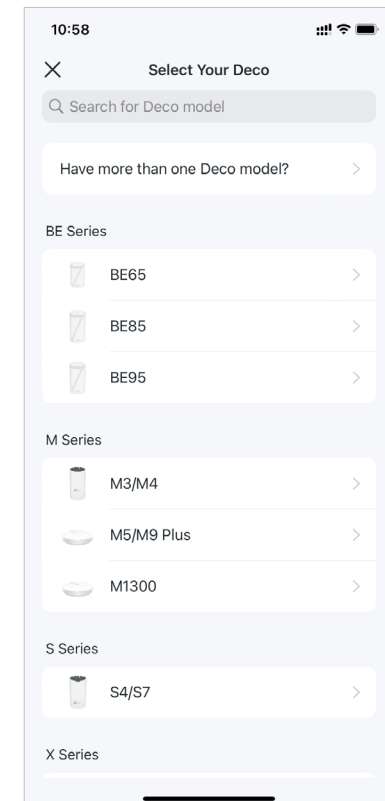 10:58
Select Your Deco
Search for Deco model
Have more than one Deco model?
BE Series
BE65
BE85
BE95
M Series
M3/M4
M5/M9 Plus
M1300
S Series
S4/S7
X Series